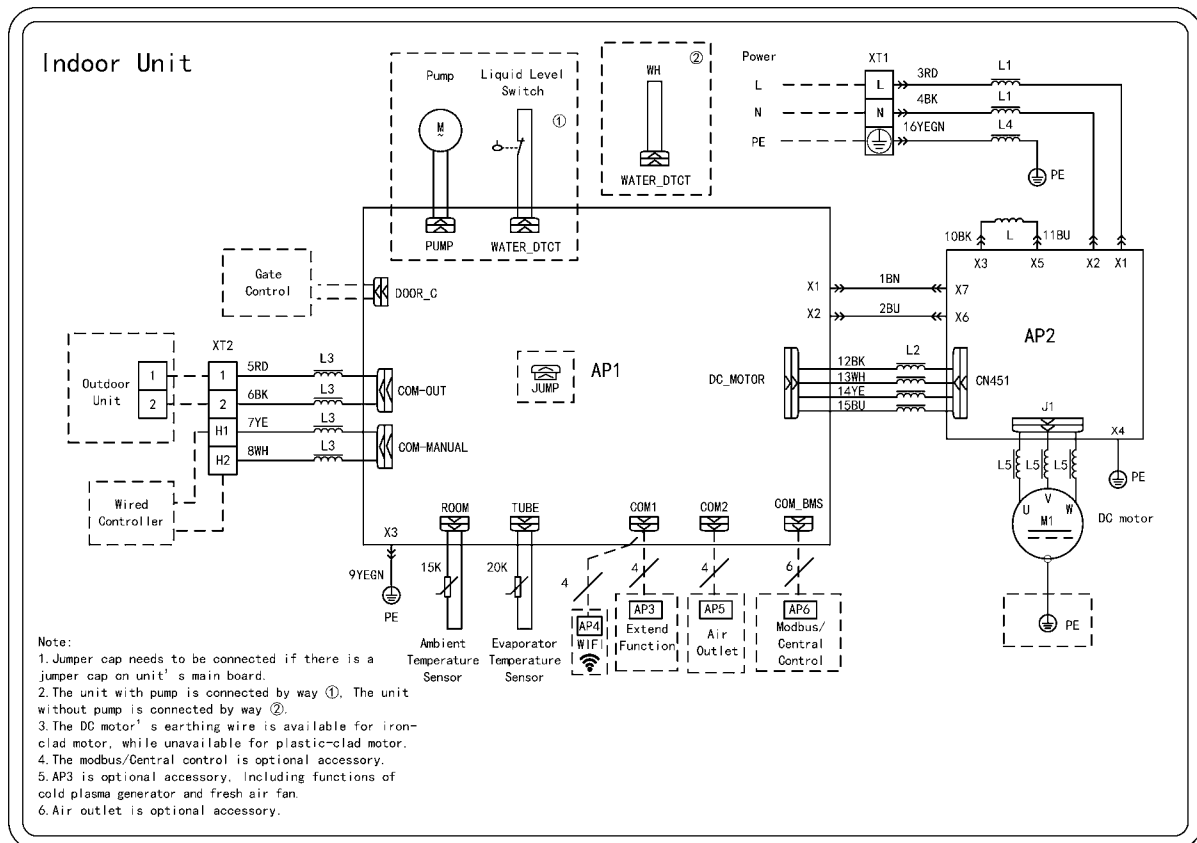 Indoor Unit
Pump
Liquid Level
Switch
①
M
~
PUMP
WATER_DTCT
②
WH
WATER_DTCT
Power
XT1
L
L
3RD
L1
N
N
4BK
L1
PE
16YEGN
L4
PE
10BK
L
11BU
X3
X5
X2
X1
Gate
Control
DOOR_C
X1
1BN
X7
X2
2BU
X6
AP2
Outdoor
Unit
1
2
XT2
1
2
H1
H2
5RD
L3
6BK
L3
7YE
L3
8WH
L3
COM-OUT
COM-MANUAL
Wired
Controller
JUMP
AP1
DC_MOTOR
12BK
L2
13WH
14YE
15BU
CN451
J1
X4
PE
L5
L5
L5
U
V
W
M1
DC motor
PE
X3
9YEGN
PE
ROOM
TUBE
COM1
COM2
COM_BMS
15K
20K
4
4
4
6
Ambient
Temperature
Sensor
Evaporator
Temperature
Sensor
AP4
WIFI
AP3
Extend
Function
AP5
Air
Outlet
AP6
Modbus/
Central
Control
Note:
1. Jumper cap needs to be connected if there is a
jumper cap on unit's main board.
2. The unit with pump is connected by way ①. The unit
without pump is connected by way ②.
3. The DC motor's earthing wire is available for iron-
clad motor, while unavailable for plastic-clad motor.
4. The modbus/Central control is optional accessory.
5. AP3 is optional accessory. Including functions of
cold plasma generator and fresh air fan.
6. Air outlet is optional accessory.